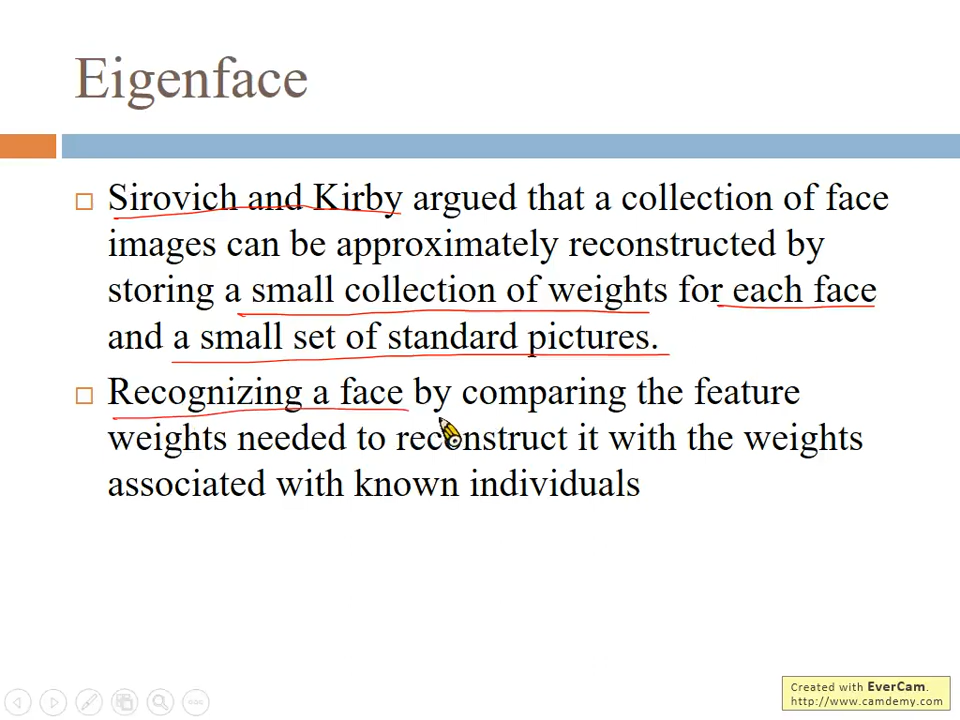 Eigenface
Sirovich and Kirby argued that a collection of face
images can be approximately reconstructed by
storing a small collection of weights for each face
and a small set of standard pictures.
Recognizing a face by comparing the feature
weights needed to reconstruct it with the weights
associated with known individuals
Created with EverCam.
http://www.camdemy.com